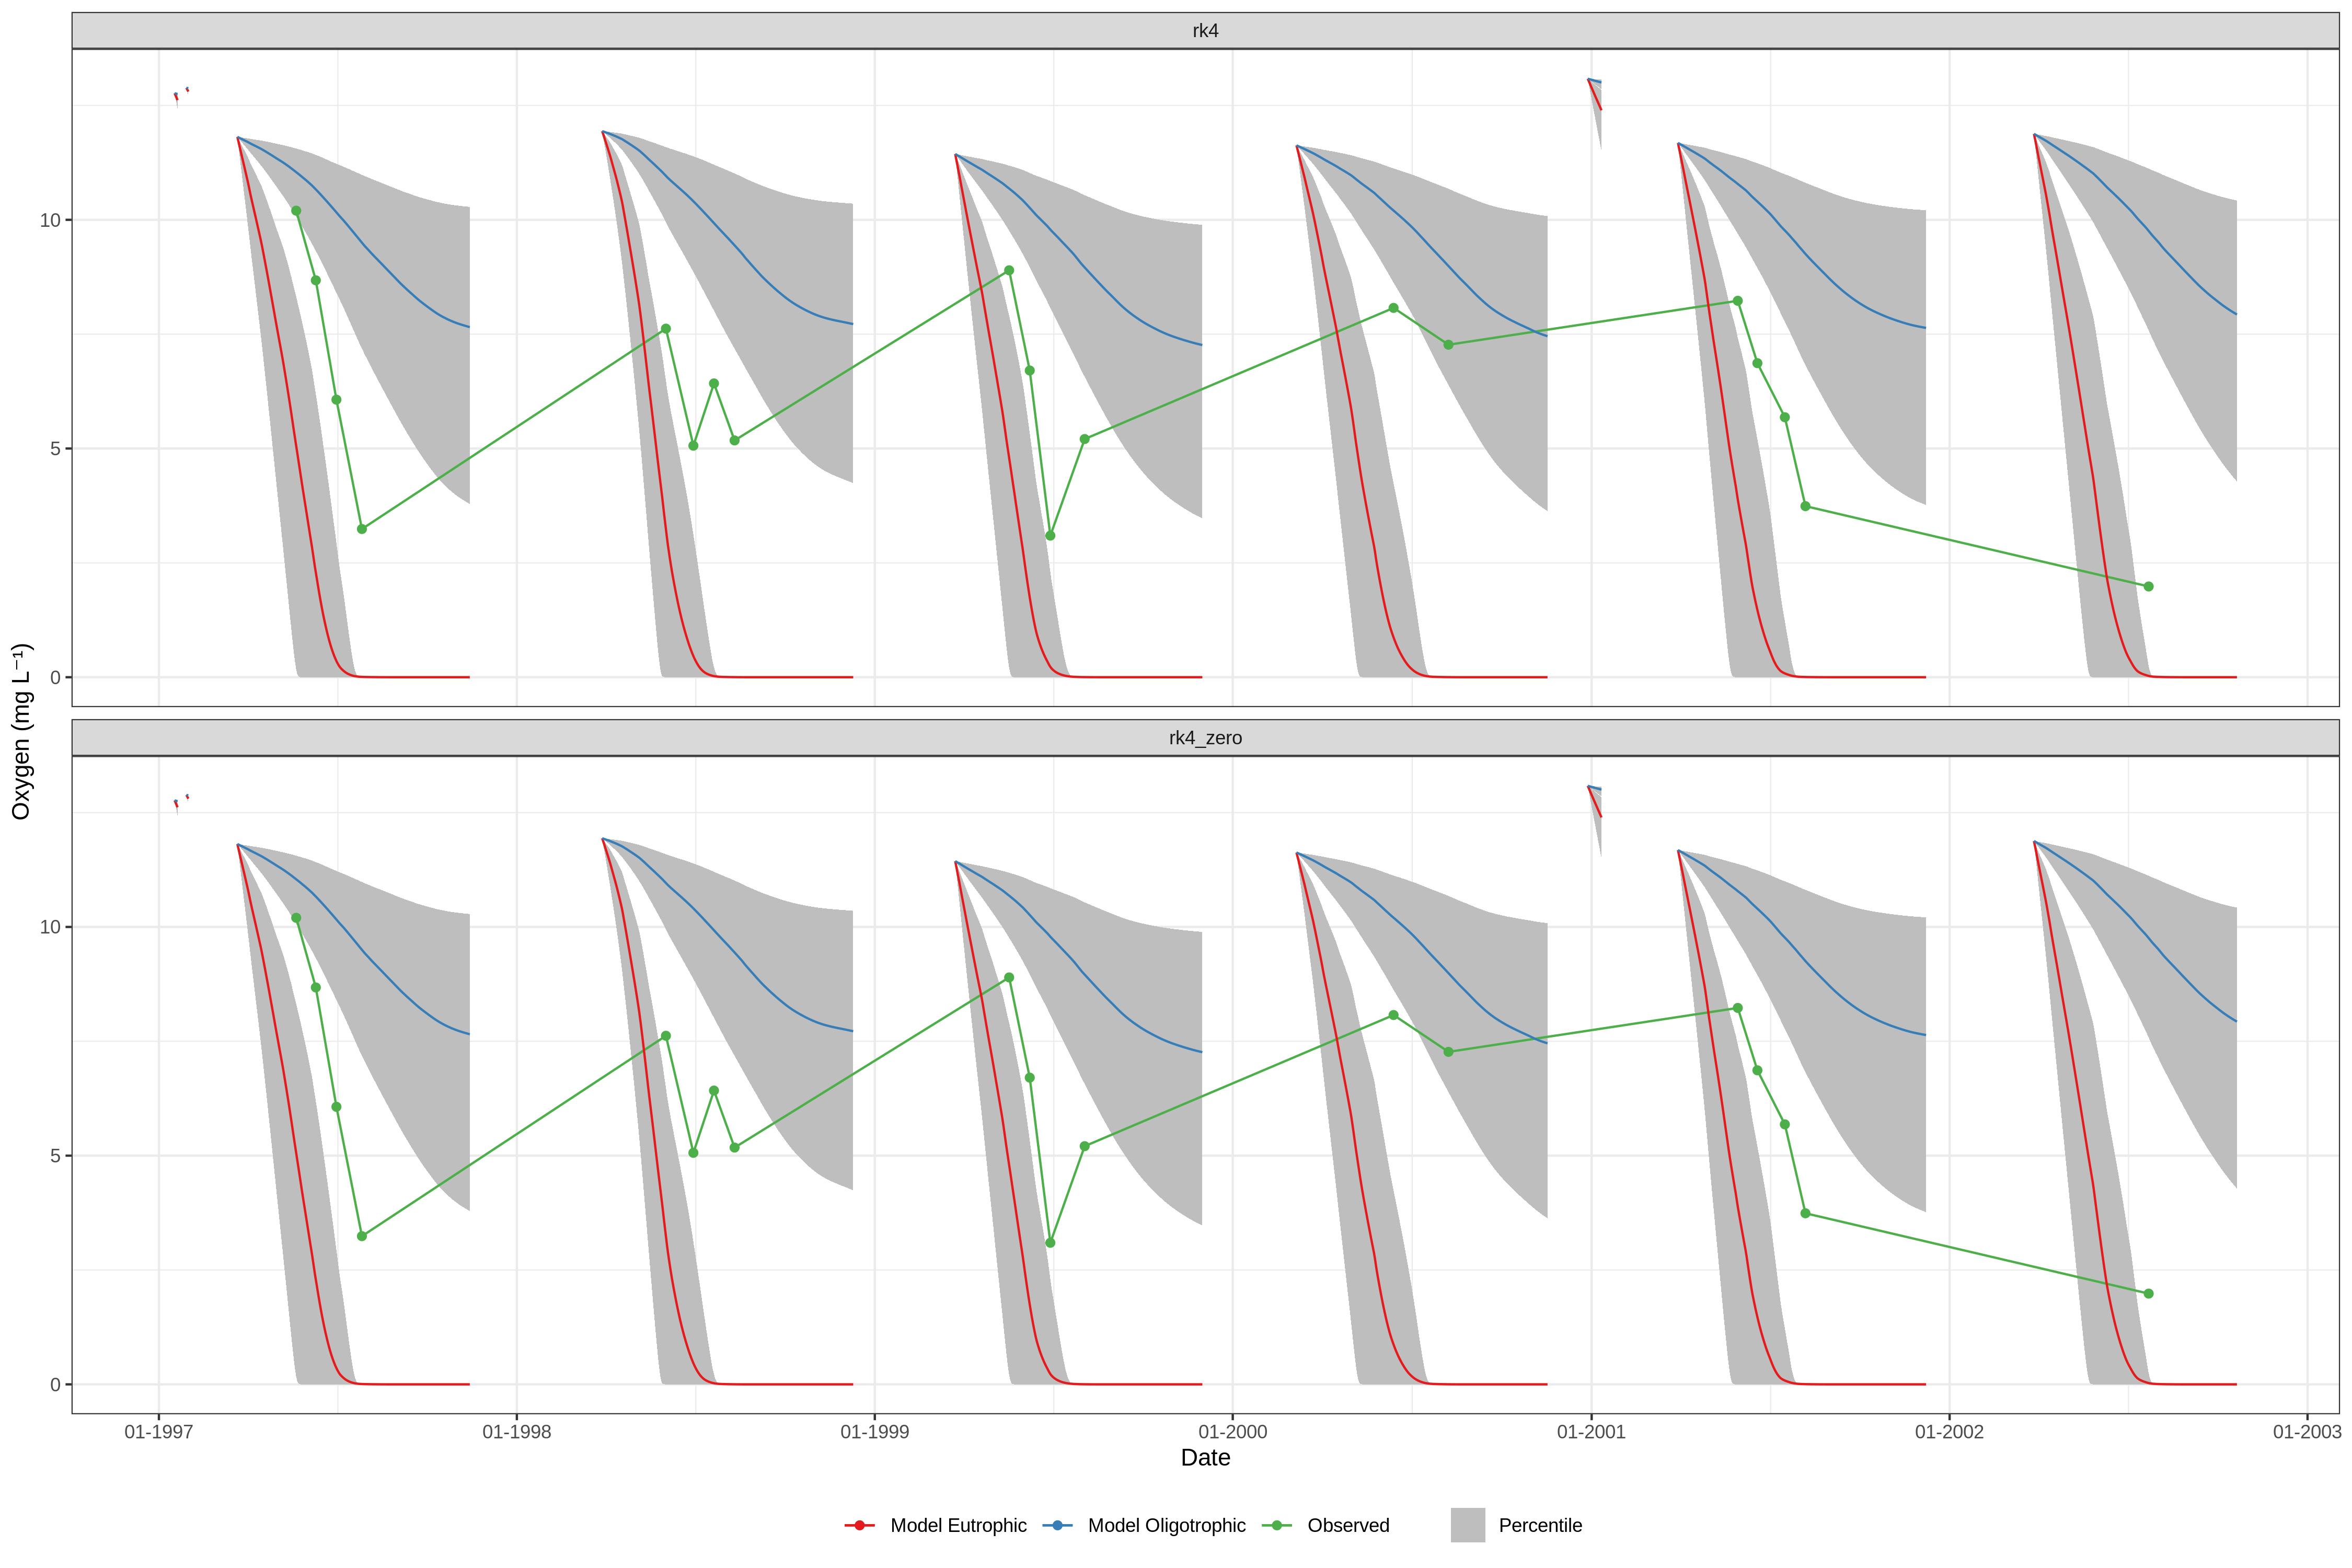 rk4
10
5
0
rk4_zero
10
5
0
Oxygen (mg L⁻¹)
01-1997 01-1998 01-1999 01-2000 01-2001 01-2002 01-2003
Date
Model Eutrophic Model Oligotrophic Observed Percentile